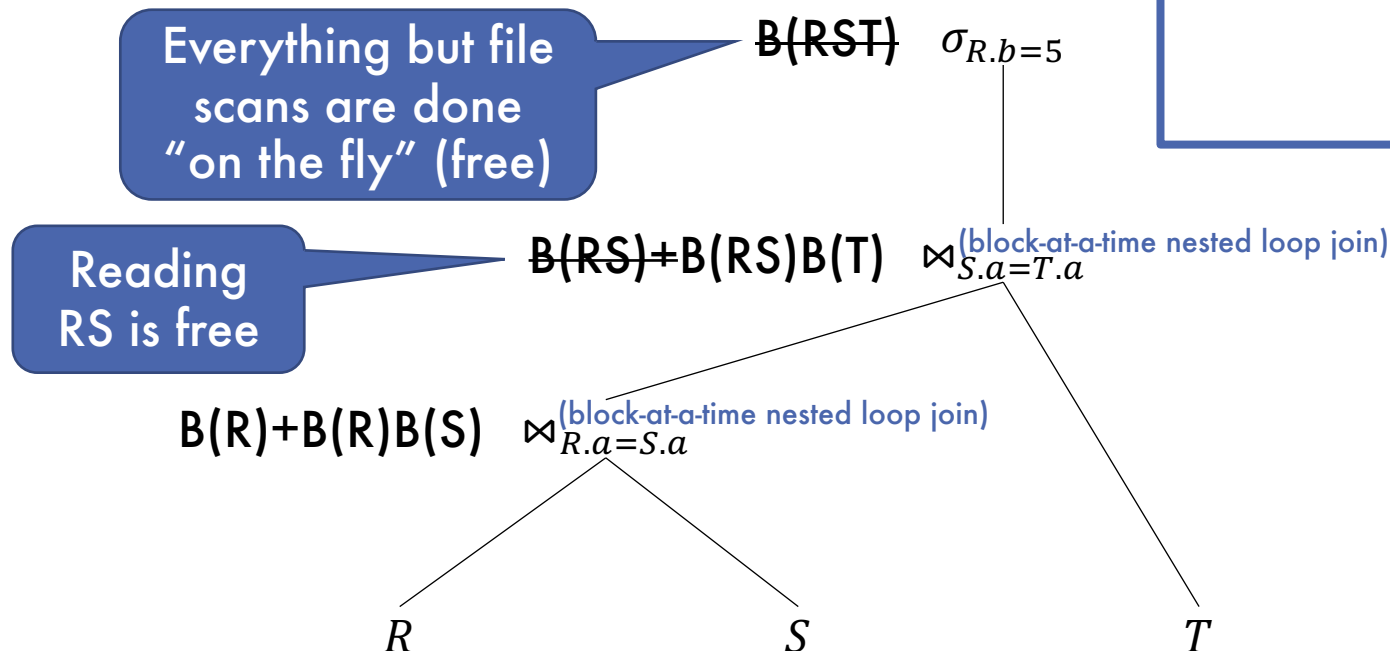 Everything but file
scans are done
“on the fly” (free)
B(RST) σ_{R.b=5}
Reading
RS is free
B(RS)+B(RS)B(T) ⋈_{S.a=T.a} (block-at-a-time nested loop join)
B(R)+B(R)B(S) ⋈_{R.a=S.a} (block-at-a-time nested loop join)
R S T